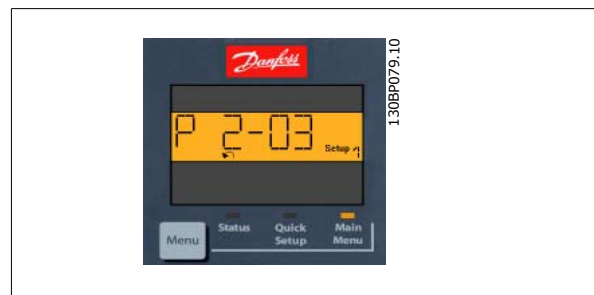 Danfoss
130BP079.10
P 2-03
Setup 1
Menu
Status
Quick Setup
Main Menu